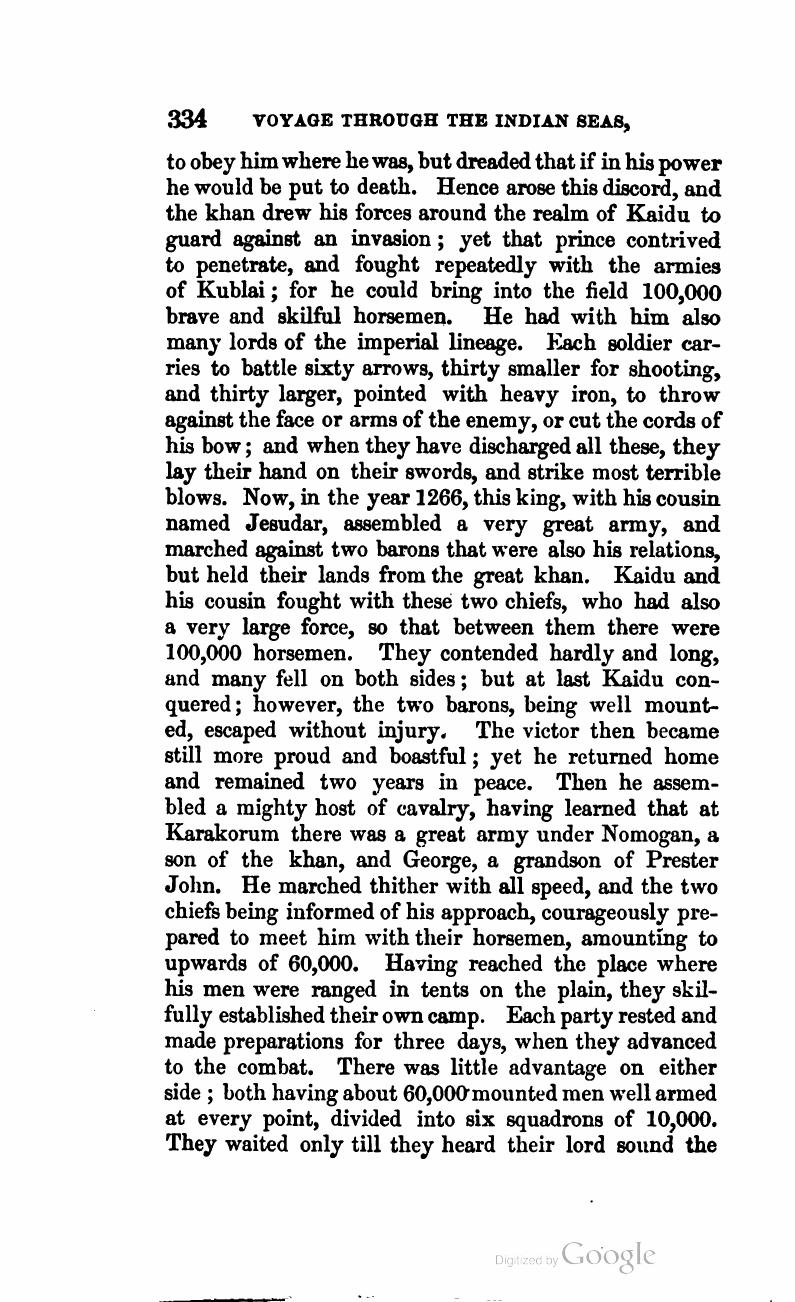 334 VOYAGE THROUGH THE INDIAN SEAS,
to obey him where he was, but dreaded that if in his power
he would be put to death. Hence arose this discord, and
the khan drew his forces around the realm of Kaidu to
guard against an invasion ; yet that prince contrived
to penetrate, and fought repeatedly with the armies
of Kublai ; for he could bring into the field 100,000
brave and skilful horsemen. He had with him also
many lords of the imperial lineage. Each soldier car-
ries to battle sixty arrows, thirty smaller for shooting,
and thirty larger, pointed with heavy iron, to throw
against the face or arms of the enemy, or cut the cords of
his bow ; and when they have discharged all these, they
lay their hand on their swords, and strike most terrible
blows. Now, in the year 1266, this king, with his cousin
named Jesudar, assembled a very great army, and
marched against two barons that were also his relations,
but held their lands from the great khan. Kaidu and
his cousin fought with these two chiefs, who had also
a very large force, so that between them there were
100,000 horsemen. They contended hardly and long,
and many fell on both sides ; but at last Kaidu con-
quered ; however, the two barons, being well mount-
ed, escaped without injury. The victor then became
still more proud and boastful ; yet he returned home
and remained two years in peace. Then he assem-
bled a mighty host of cavalry, having learned that at
Karakorum there was a great army under Nomogan, a
son of the khan, and George, a grandson of Prester
John. He marched thither with all speed, and the two
chiefs being informed of his approach, courageously pre-
pared to meet him with their horsemen, amounting to
upwards of 60,000. Having reached the place where
his men were ranged in tents on the plain, they skil-
fully established their own camp. Each party rested and
made preparations for three days, when they advanced
to the combat. There was little advantage on either
side ; both having about 60,000 mounted men well armed
at every point, divided into six squadrons of 10,000.
They waited only till they heard their lord sound the
Digitized by Google